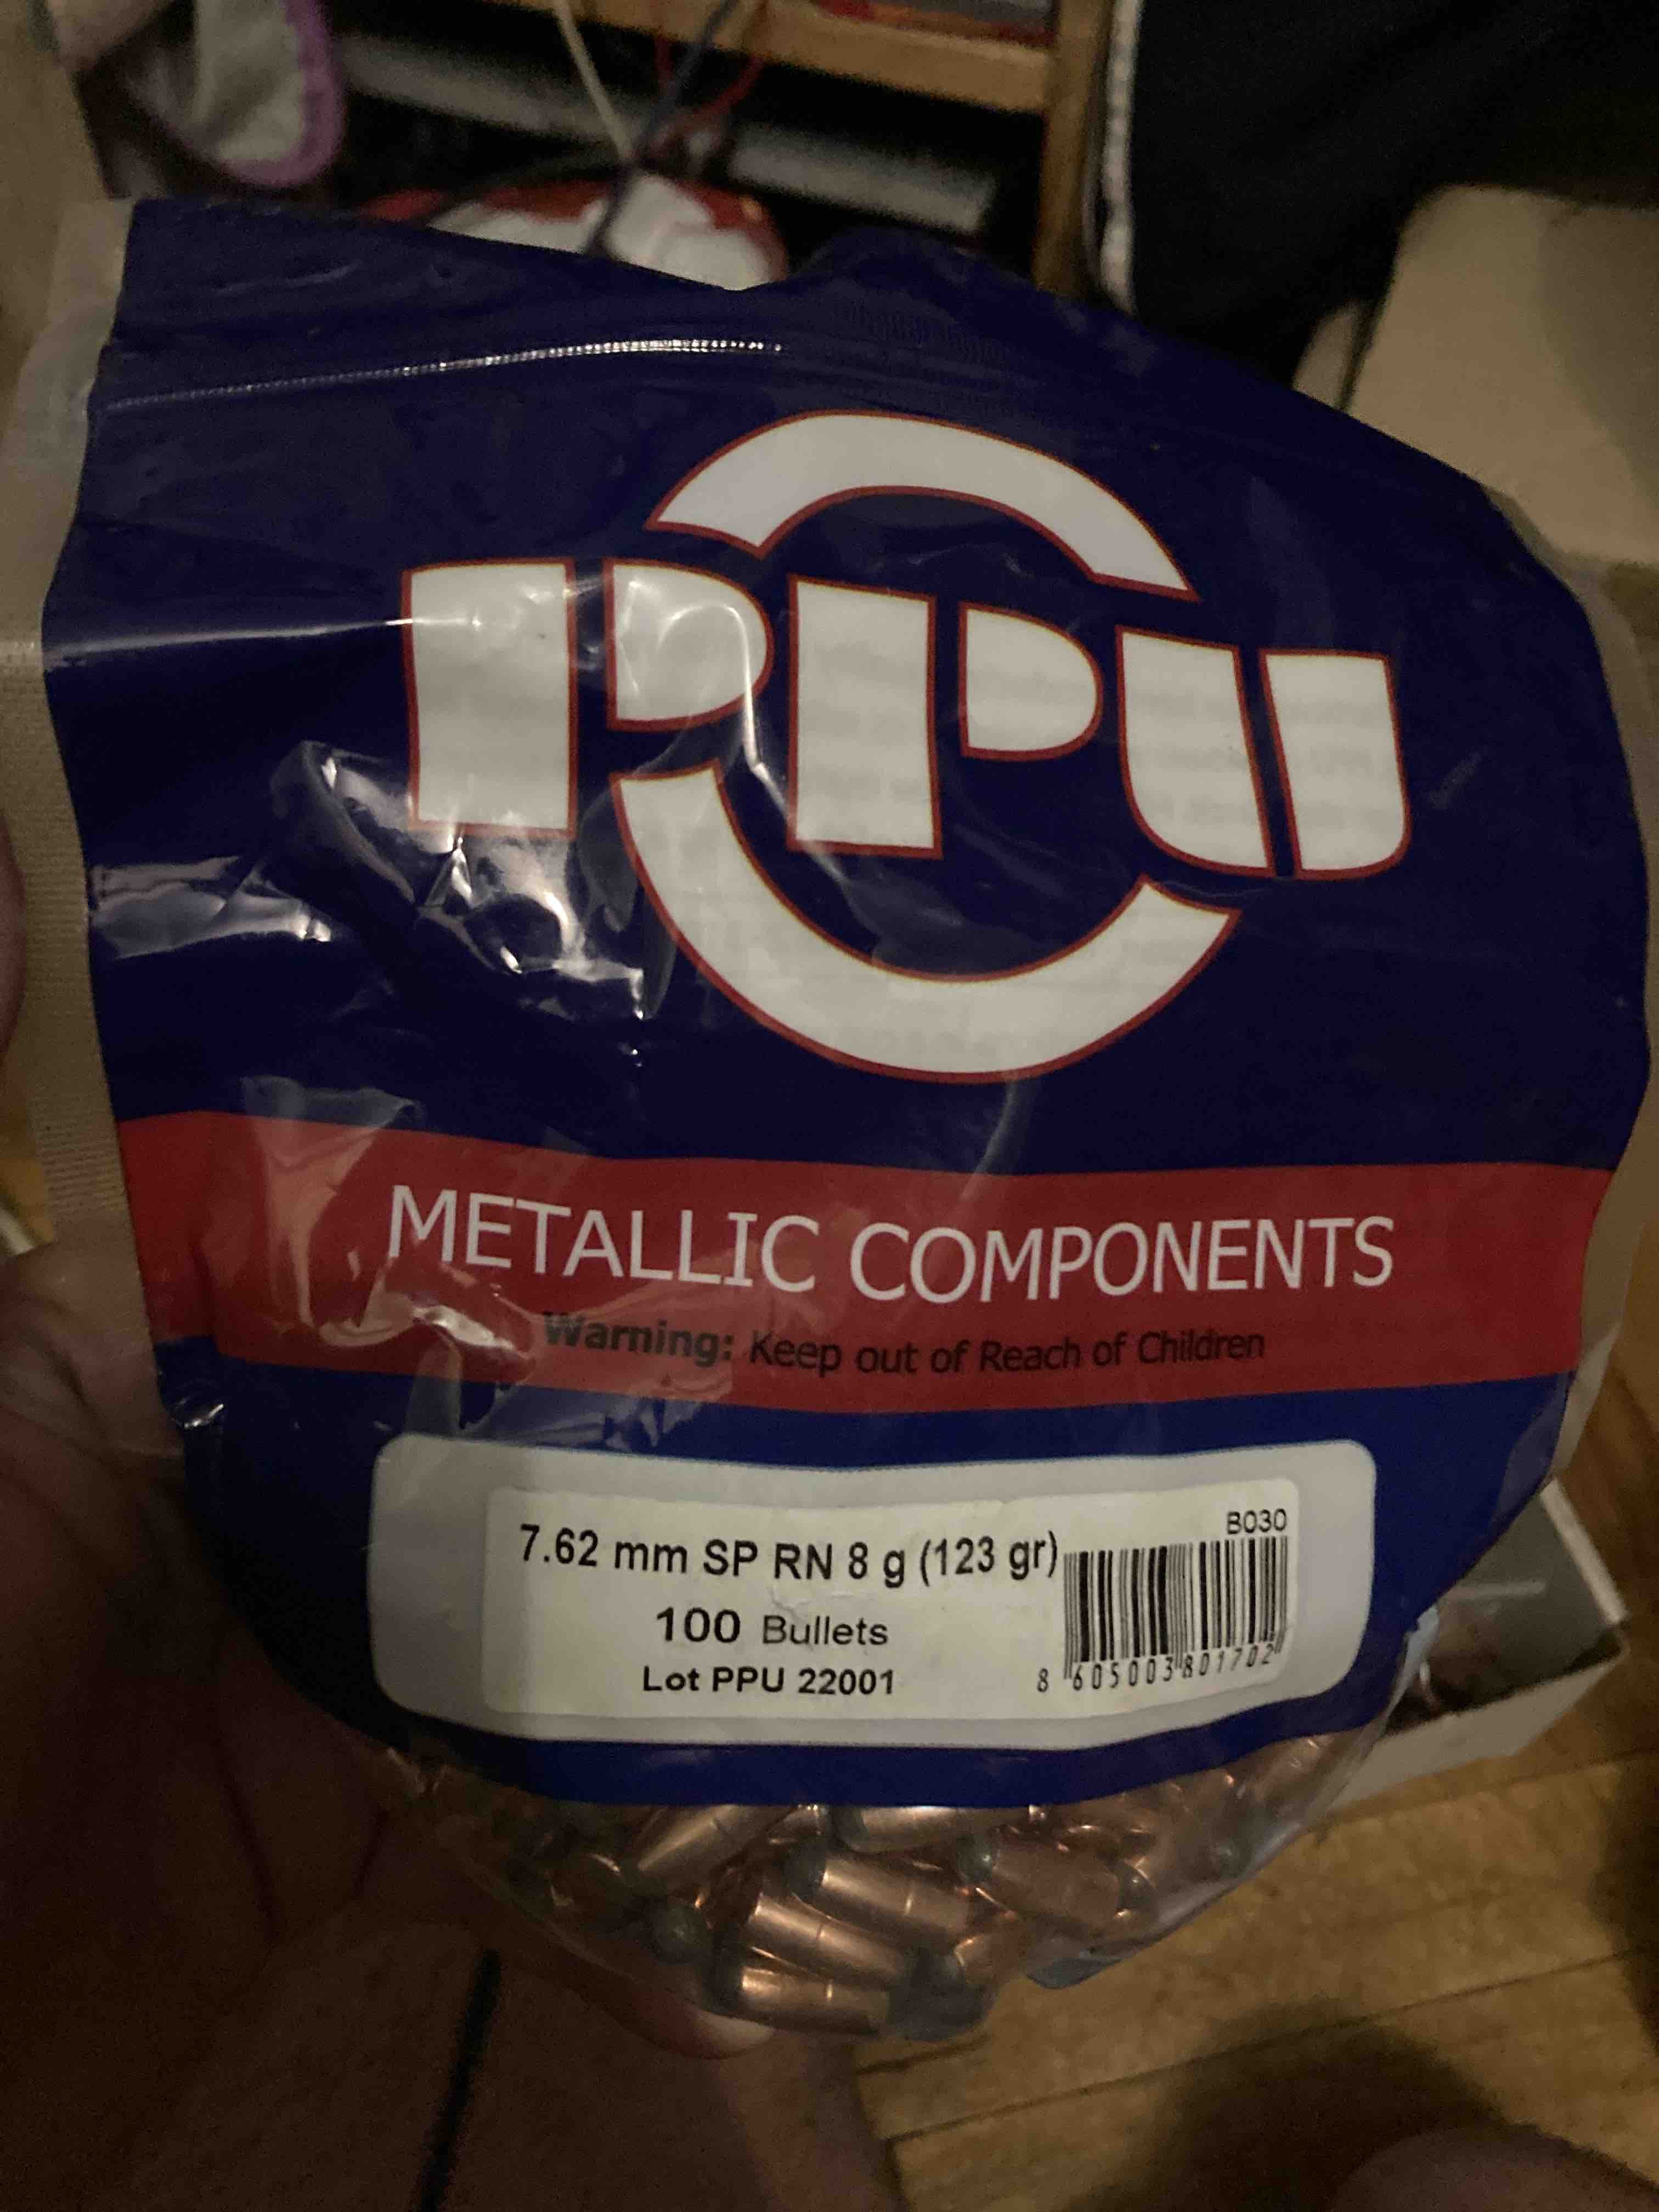 PPU
METALLIC COMPONENTS
Warning: Keep out of Reach of Children
B030
7.62 mm SP RN 8 g (123 gr)
100 Bullets
Lot PPU 22001
8 605003 801702